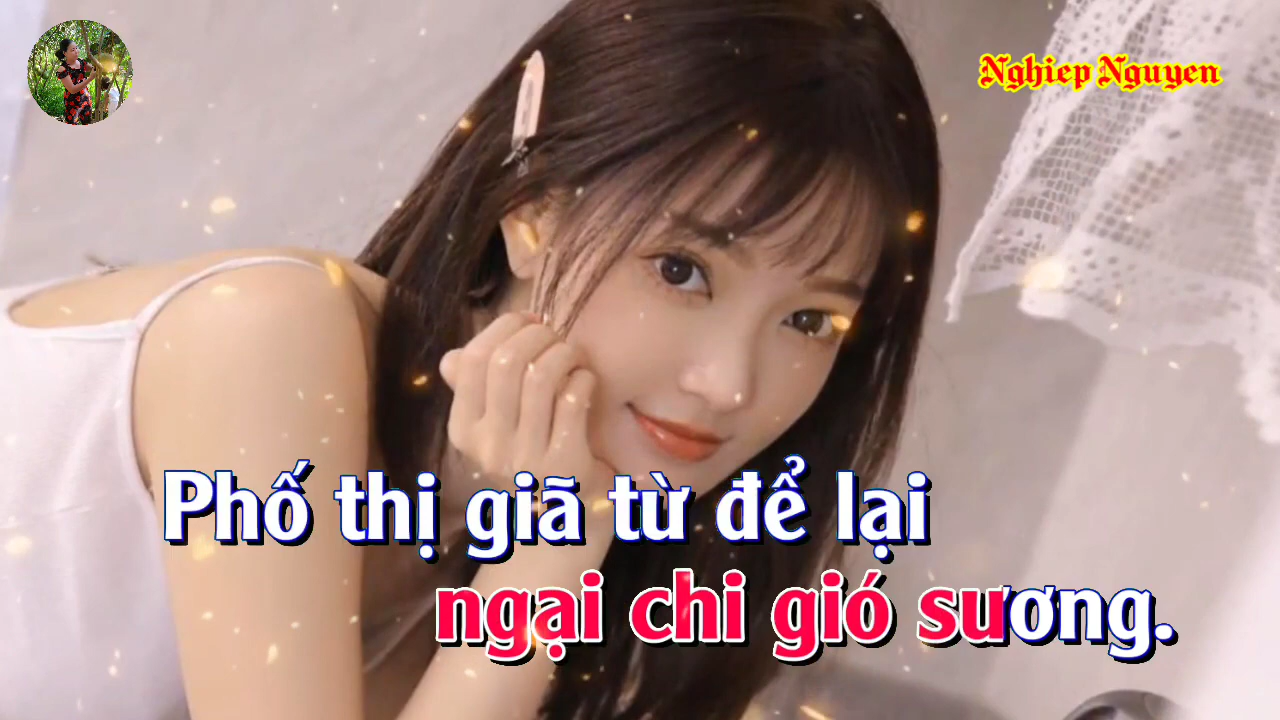 Nghiep Nguyen
Phố thị giã từ để lại
ngại chi gió sương.